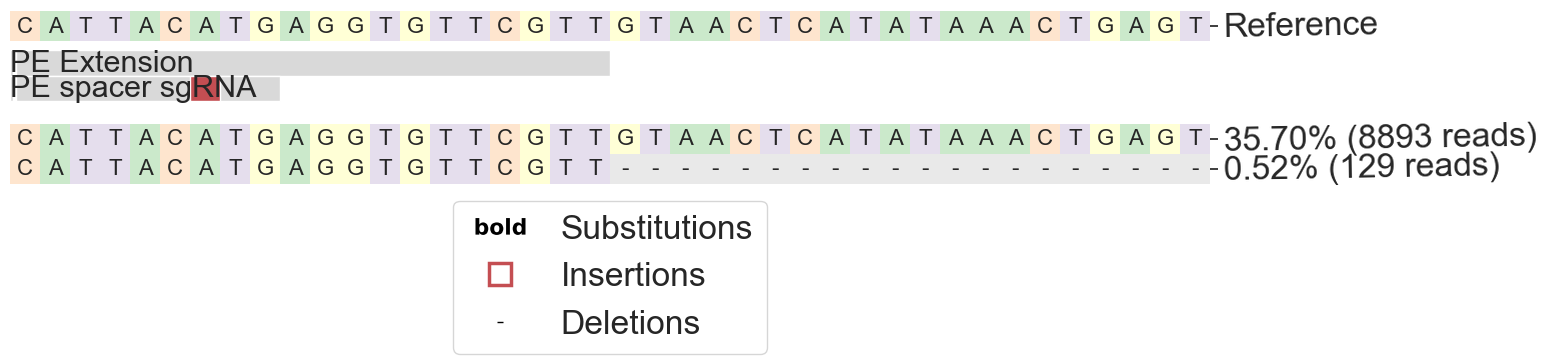 C A T T A C A T G A G G T G T T C G T T G T A A C T C A T A T A A A C T G A G T - Reference
PE Extension
PE spacer sgRNA
C A T T A C A T G A G G T G T T C G T T G T A A C T C A T A T A A A C T G A G T - 35.70% (8893 reads)
C A T T A C A T G A G G T G T T C G T T - - - - - - - - - - - - - - - - - - - - - 0.52% (129 reads)
bold Substitutions
Insertions
- Deletions